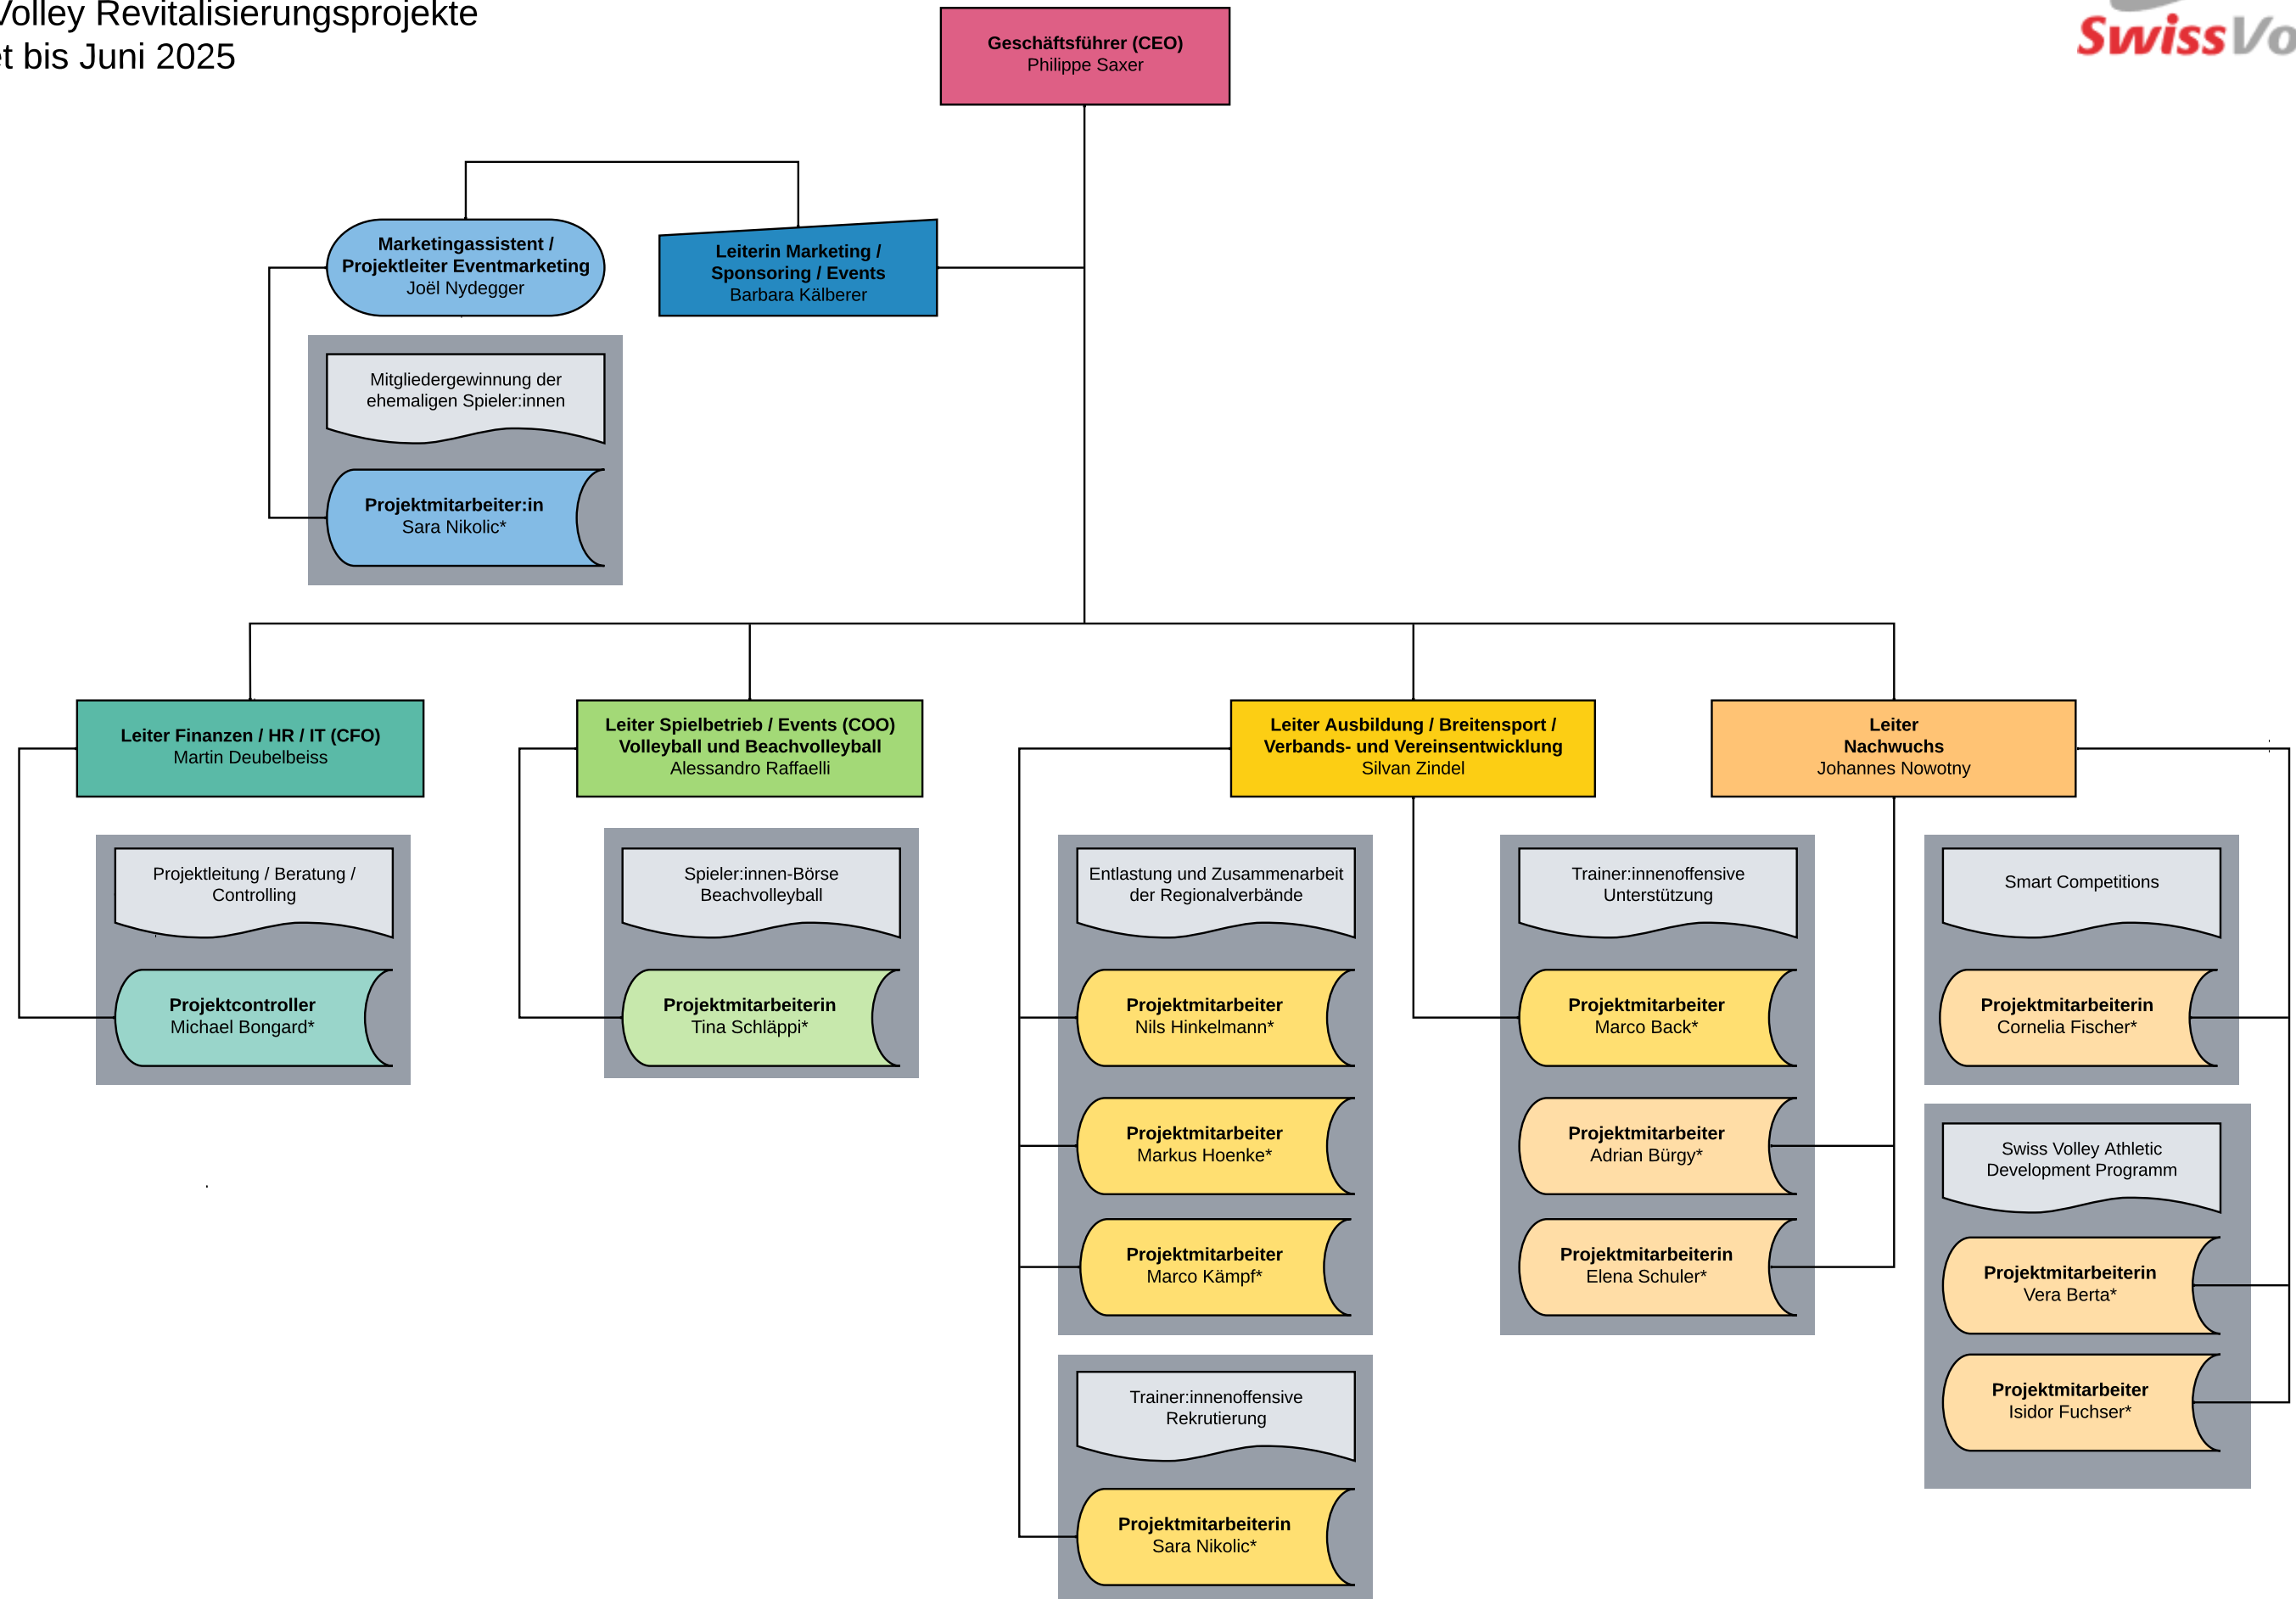 Volley Revitalisierungsprojekte
bis Juni 2025
Swiss
Geschäftsführer (CEO)
Philippe Saxer
Marketingassistent /
Projektleiter Eventmarketing
Joël Nydegger
Leiterin Marketing /
Sponsoring / Events
Barbara Kälberer
Mitgliedergewinnung der
ehemaligen Spieler:innen
Projektmitarbeiter:in
Sara Nikolic*
Leiter Finanzen / HR / IT (CFO)
Martin Deubelbeiss
Leiter Spielbetrieb / Events (COO)
Volleyball und Beachvolleyball
Alessandro Raffaelli
Leiter Ausbildung / Breitensport /
Verbands- und Vereinsentwicklung
Silvan Zindel
Leiter
Nachwuchs
Johannes Nowotny
Projektleitung / Beratung /
Controlling
Projektcontroller
Michael Bongard*
Spieler:innen-Börse
Beachvolleyball
Projektmitarbeiterin
Tina Schläppi*
Entlastung und Zusammenarbeit
der Regionalverbände
Projektmitarbeiter
Nils Hinkelmann*
Projektmitarbeiter
Markus Hoenke*
Projektmitarbeiter
Marco Kämpf*
Trainer:innenoffensive
Rekrutierung
Projektmitarbeiterin
Sara Nikolic*
Trainer:innenoffensive
Unterstützung
Projektmitarbeiter
Marco Back*
Projektmitarbeiter
Adrian Bürgy*
Projektmitarbeiterin
Elena Schuler*
Smart Competitions
Projektmitarbeiterin
Cornelia Fischer*
Swiss Volley Athletic
Development Programm
Projektmitarbeiterin
Vera Berta*
Projektmitarbeiter
Isidor Fuchser*